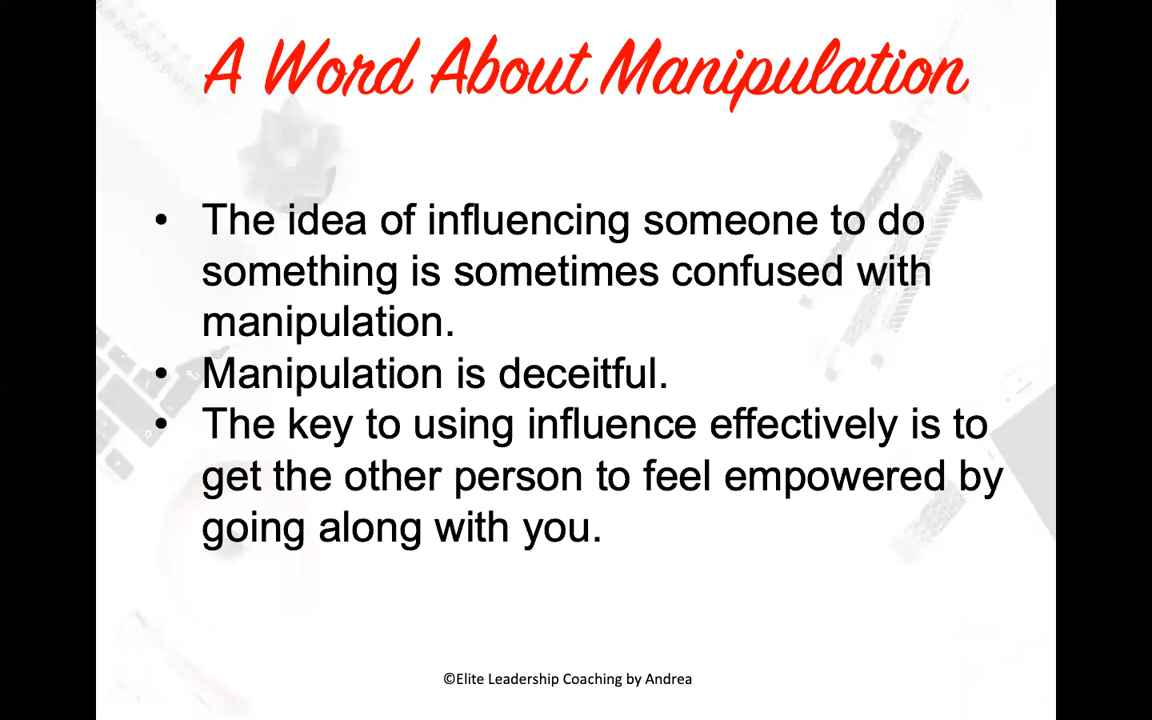 A Word About Manipulation
• The idea of influencing someone to do
something is sometimes confused with
manipulation.
• Manipulation is deceitful.
• The key to using influence effectively is to
get the other person to feel empowered by
going along with you.
©Elite Leadership Coaching by Andrea